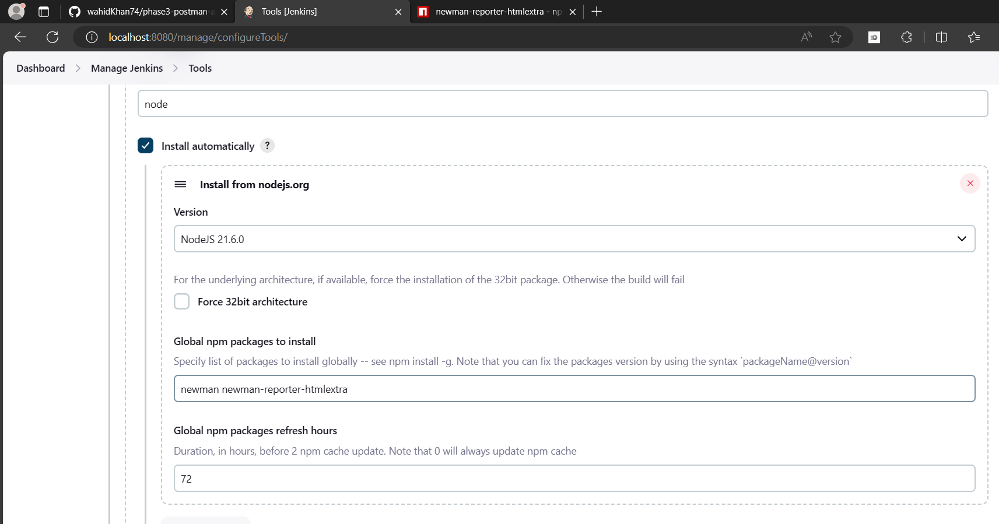 wahidKhan74/phase3-postman-a
Tools [Jenkins]
newman-reporter-htmlextra - np
localhost:8080/manage/configureTools/
Dashboard > Manage Jenkins > Tools
node
Install automatically ?
Install from nodejs.org
Version
NodeJS 21.6.0
For the underlying architecture, if available, force the installation of the 32bit package. Otherwise the build will fail
Force 32bit architecture
Global npm packages to install
Specify list of packages to install globally -- see npm install -g. Note that you can fix the packages version by using the syntax `packageName@version`
newman newman-reporter-htmlextra
Global npm packages refresh hours
Duration, in hours, before 2 npm cache update. Note that 0 will always update npm cache
72